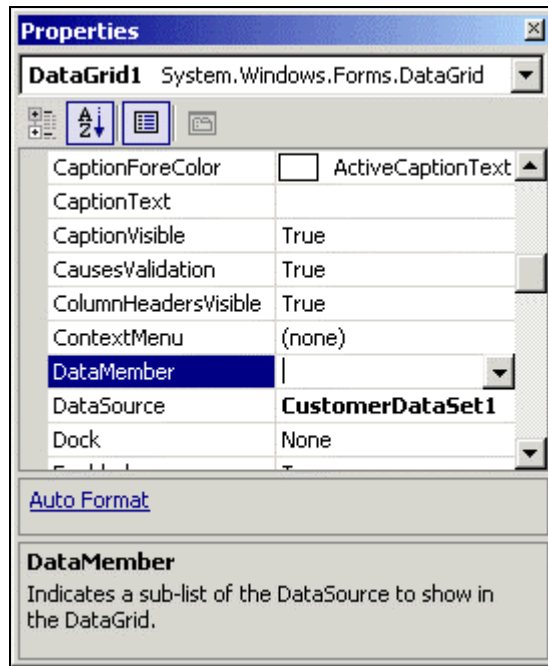 Properties
DataGrid1 System.Windows.Forms.DataGrid
CaptionForeColor ActiveCaptionText
CaptionText
CaptionVisible True
CausesValidation True
ColumnHeadersVisible True
ContextMenu (none)
DataMember
DataSource CustomerDataSet1
Dock None
Auto Format
DataMember
Indicates a sub-list of the DataSource to show in
the DataGrid.